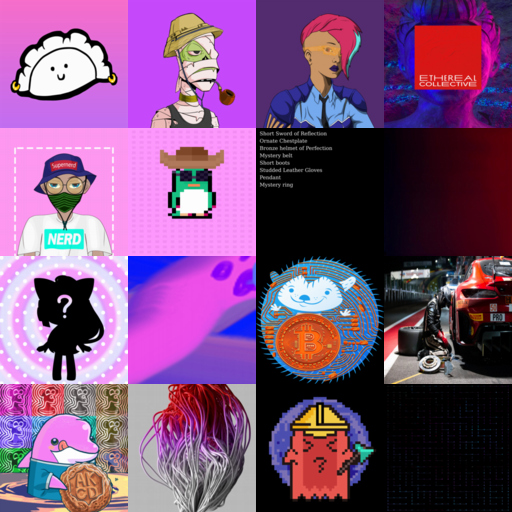 ETHEREAL
COLLECTIVE
Supernerd
NERD
Short Sword of Reflection
Ornate Chestplate
Bronze helmet of Perfection
Mystery belt
Short boots
Studded Leather Gloves
Pendant
Mystery ring
?
B
PRO